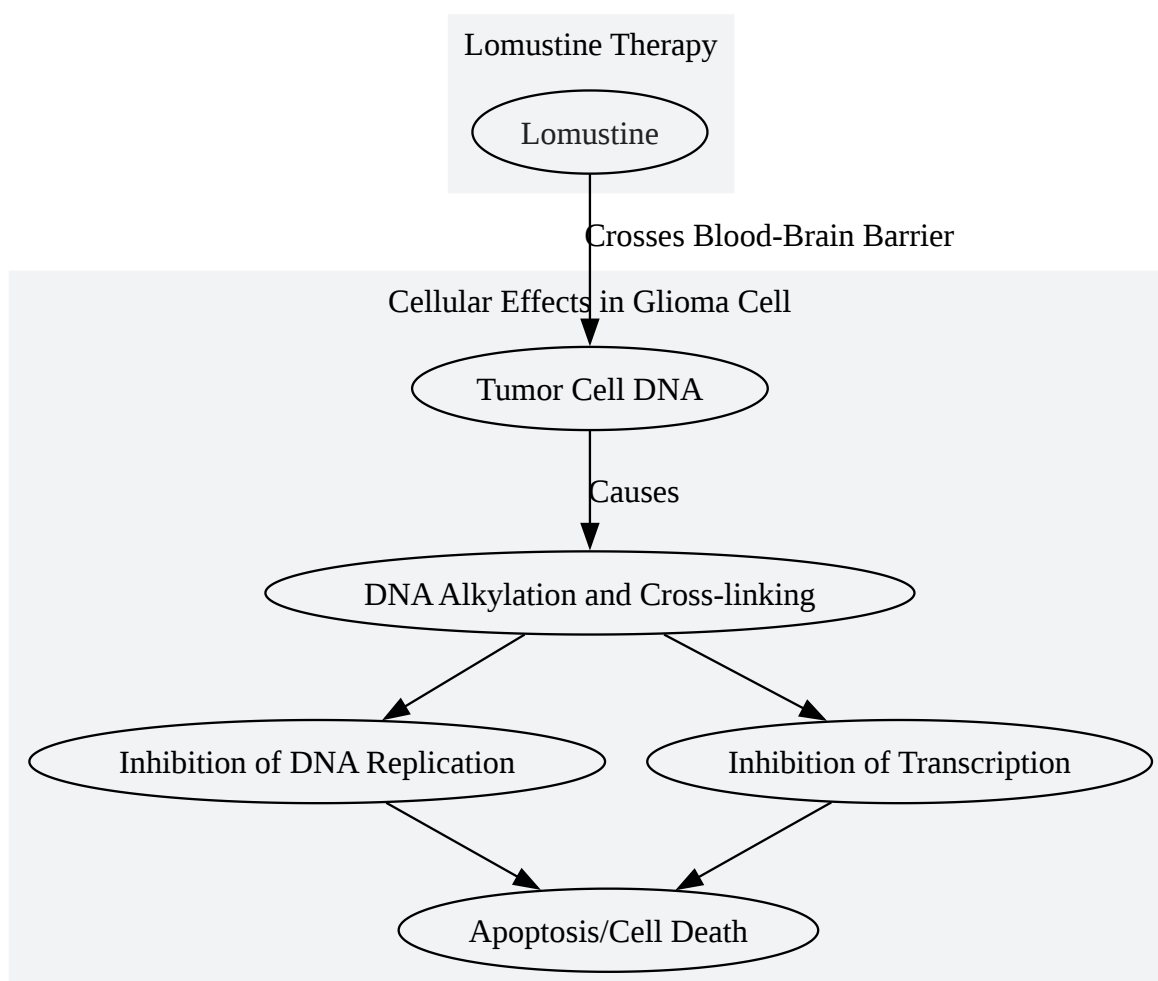 Lomustine Therapy
Lomustine
Crosses Blood-Brain Barrier
Cellular Effects in Glioma Cell
Tumor Cell DNA
Causes
DNA Alkylation and Cross-linking
Inhibition of DNA Replication
Inhibition of Transcription
Apoptosis/Cell Death